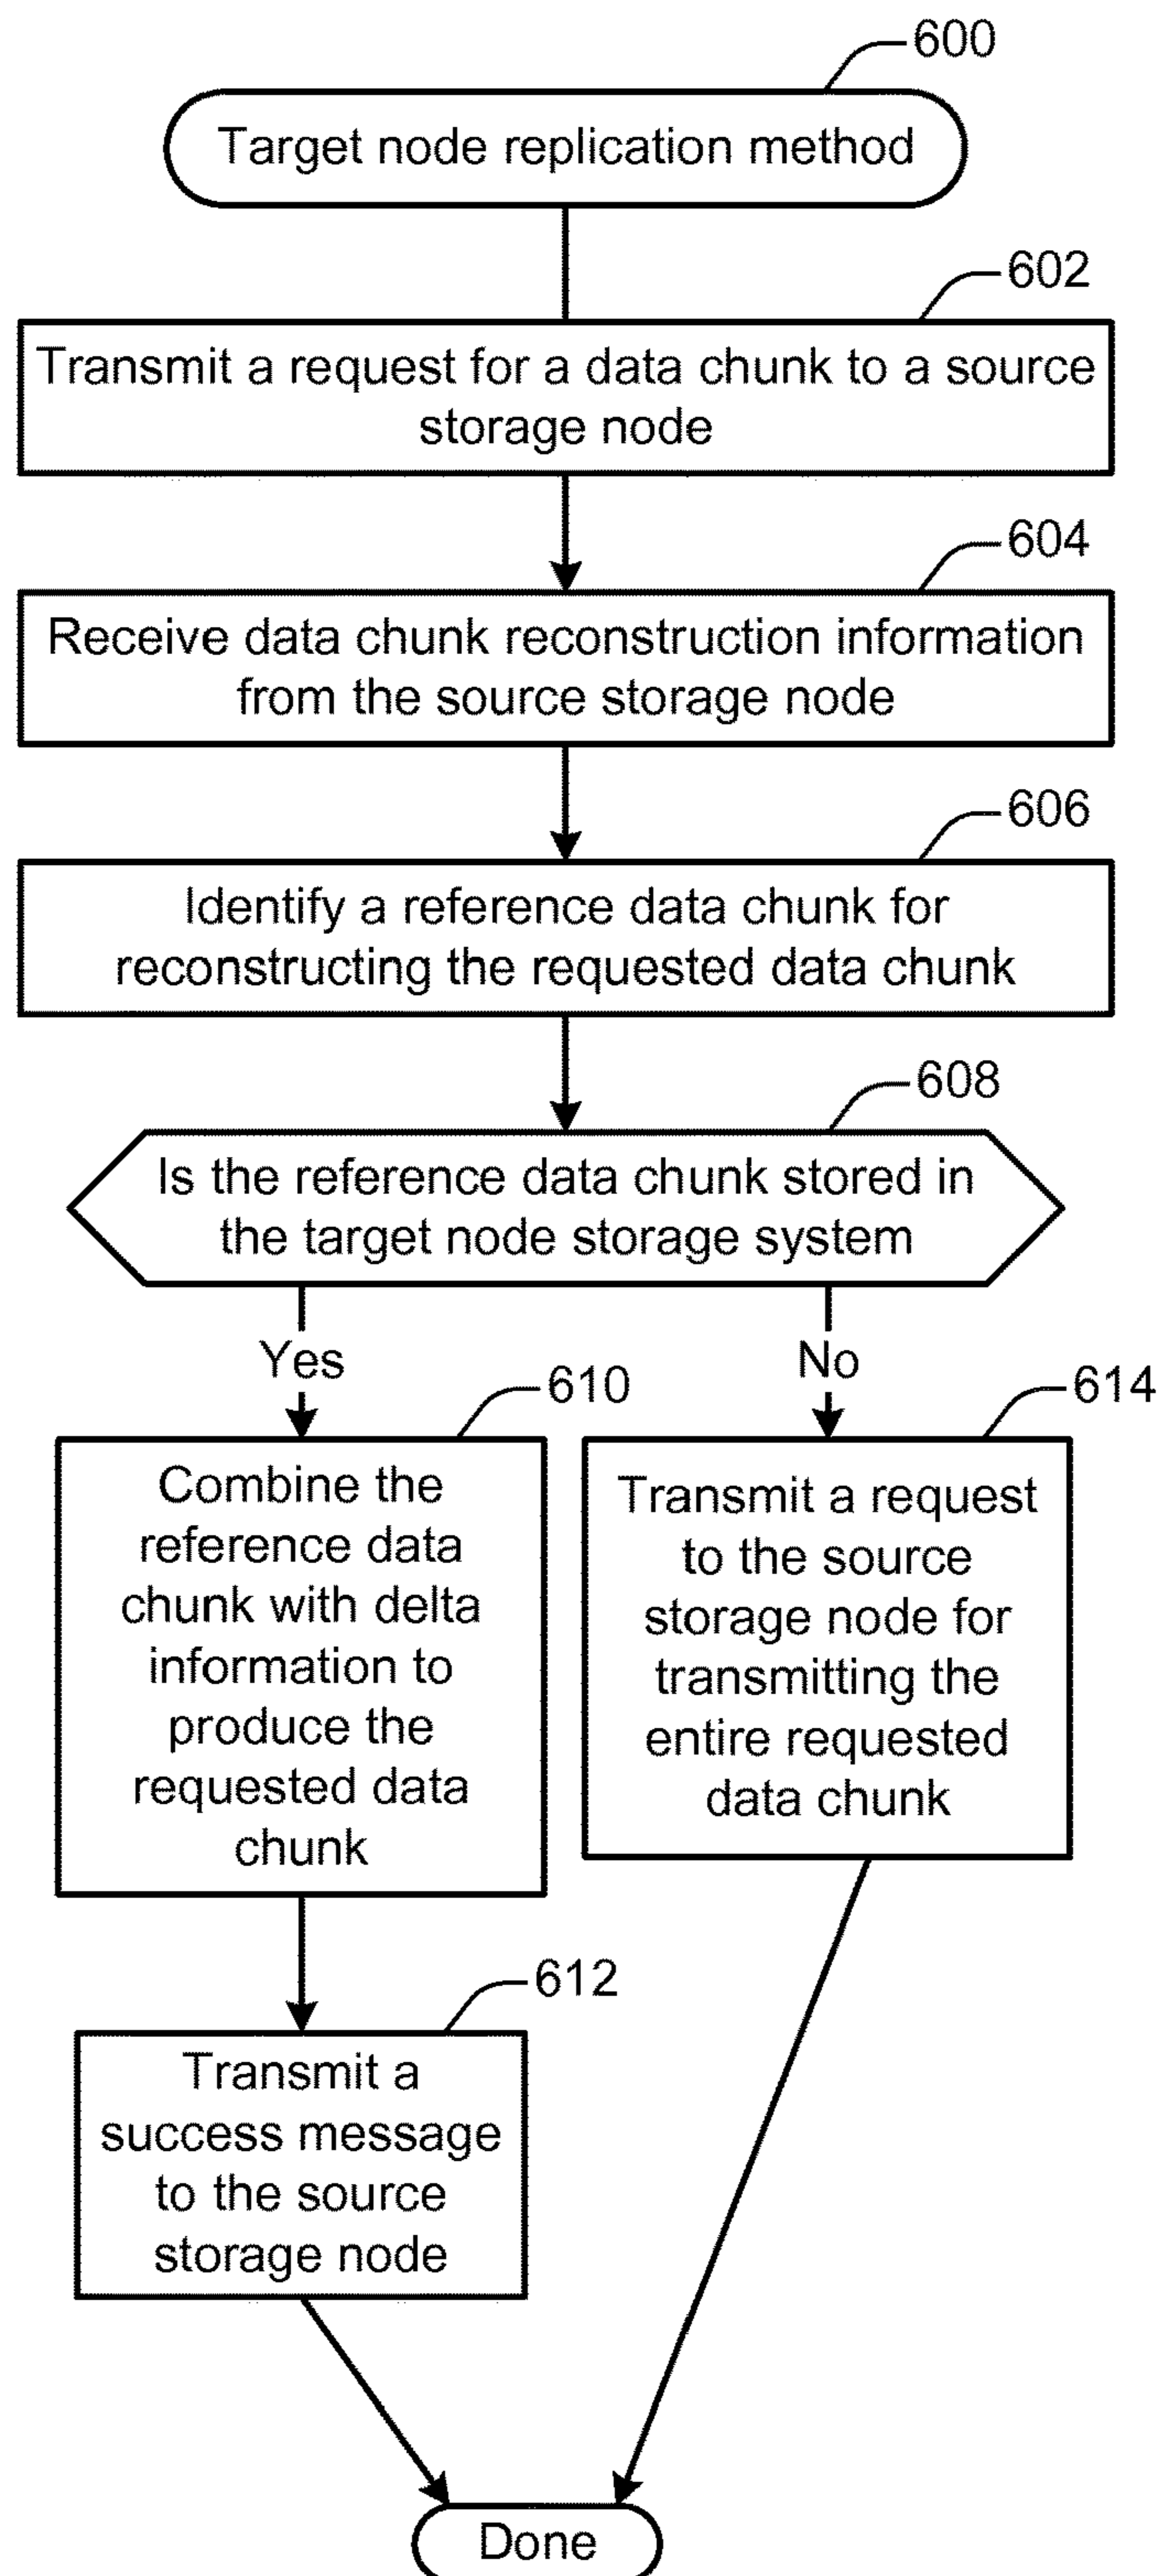 600
Target node replication method
602
Transmit a request for a data chunk to a source
storage node
604
Receive data chunk reconstruction information
from the source storage node
606
Identify a reference data chunk for
reconstructing the requested data chunk
608
Is the reference data chunk stored in
the target node storage system
Yes
No
610
614
Combine the
reference data
chunk with delta
information to
produce the
requested data
chunk
Transmit a request
to the source
storage node for
transmitting the
entire requested
data chunk
612
Transmit a
success message
to the source
storage node
Done